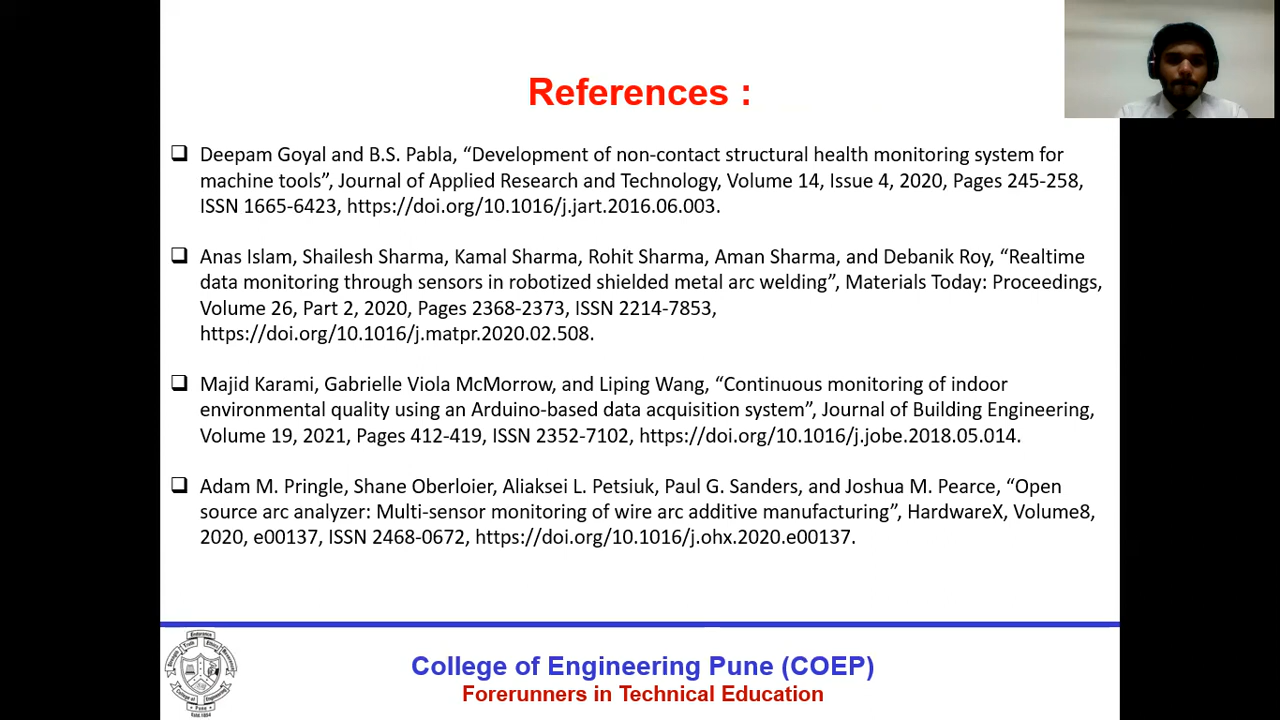 References :
❑ Deepam Goyal and B.S. Pabla, “Development of non-contact structural health monitoring system for
machine tools”, Journal of Applied Research and Technology, Volume 14, Issue 4, 2020, Pages 245-258,
ISSN 1665-6423, https://doi.org/10.1016/j.jart.2016.06.003.
❑ Anas Islam, Shailesh Sharma, Kamal Sharma, Rohit Sharma, Aman Sharma, and Debanik Roy, “Realtime
data monitoring through sensors in robotized shielded metal arc welding”, Materials Today: Proceedings,
Volume 26, Part 2, 2020, Pages 2368-2373, ISSN 2214-7853,
https://doi.org/10.1016/j.matpr.2020.02.508.
❑ Majid Karami, Gabrielle Viola McMorrow, and Liping Wang, “Continuous monitoring of indoor
environmental quality using an Arduino-based data acquisition system”, Journal of Building Engineering,
Volume 19, 2021, Pages 412-419, ISSN 2352-7102, https://doi.org/10.1016/j.jobe.2018.05.014.
❑ Adam M. Pringle, Shane Oberloier, Aliaksei L. Petsiuk, Paul G. Sanders, and Joshua M. Pearce, “Open
source arc analyzer: Multi-sensor monitoring of wire arc additive manufacturing”, HardwareX, Volume8,
2020, e00137, ISSN 2468-0672, https://doi.org/10.1016/j.ohx.2020.e00137.
College of Engineering Pune (COEP)
Forerunners in Technical Education